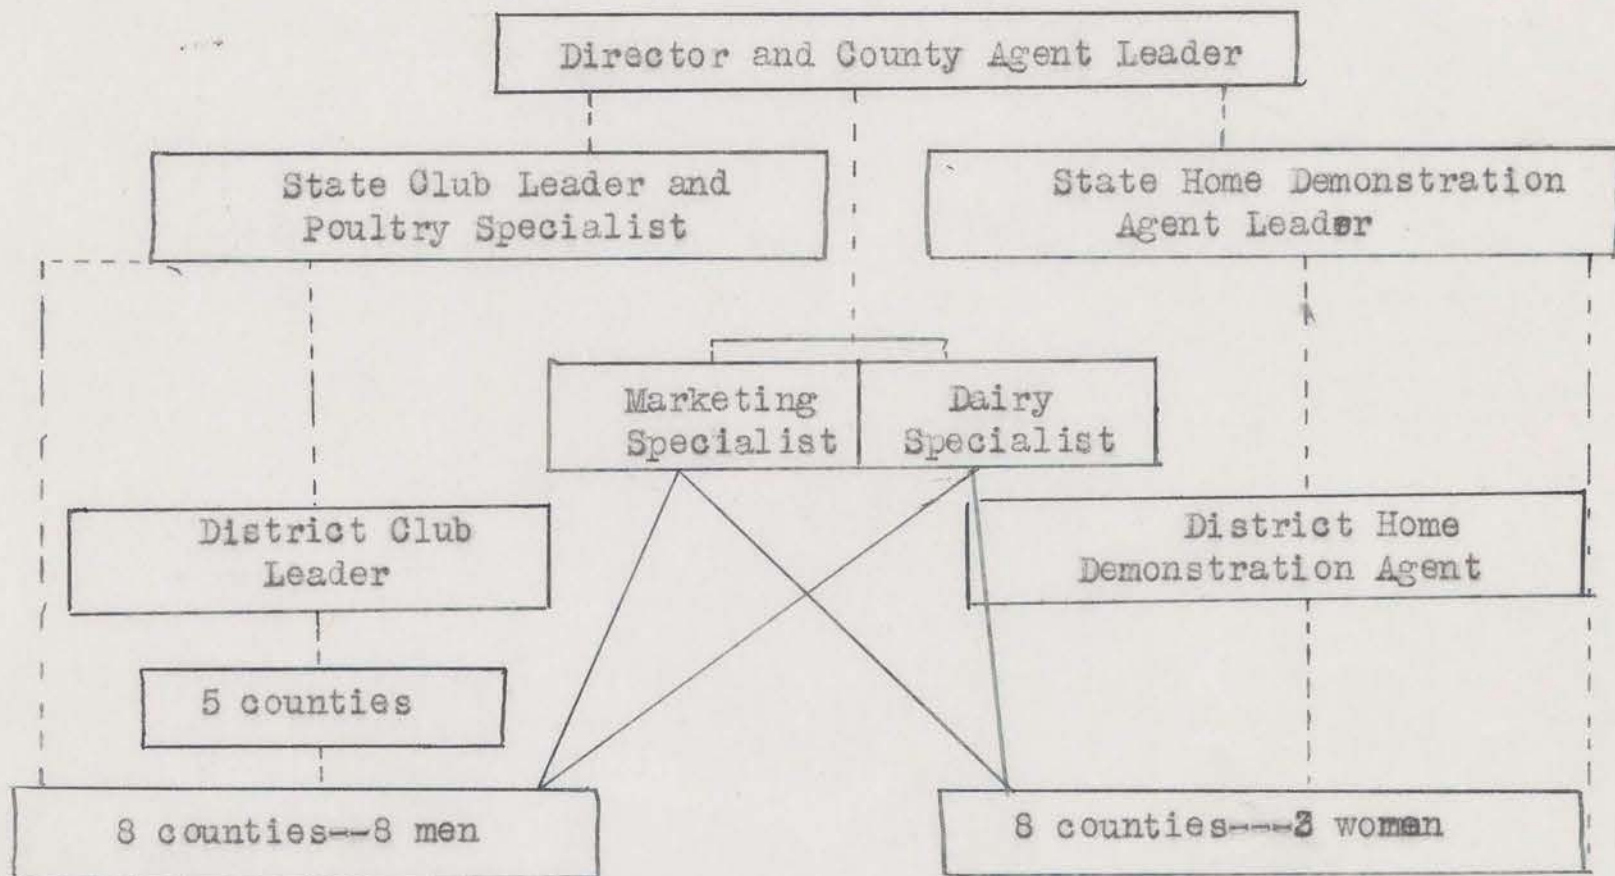 Director and County Agent Leader
State Club Leader and
Poultry Specialist
State Home Demonstration
Agent Leader
Marketing
Specialist
Dairy
Specialist
District Club
Leader
District Home
Demonstration Agent
5 counties
8 counties--8 men
8 counties--- women